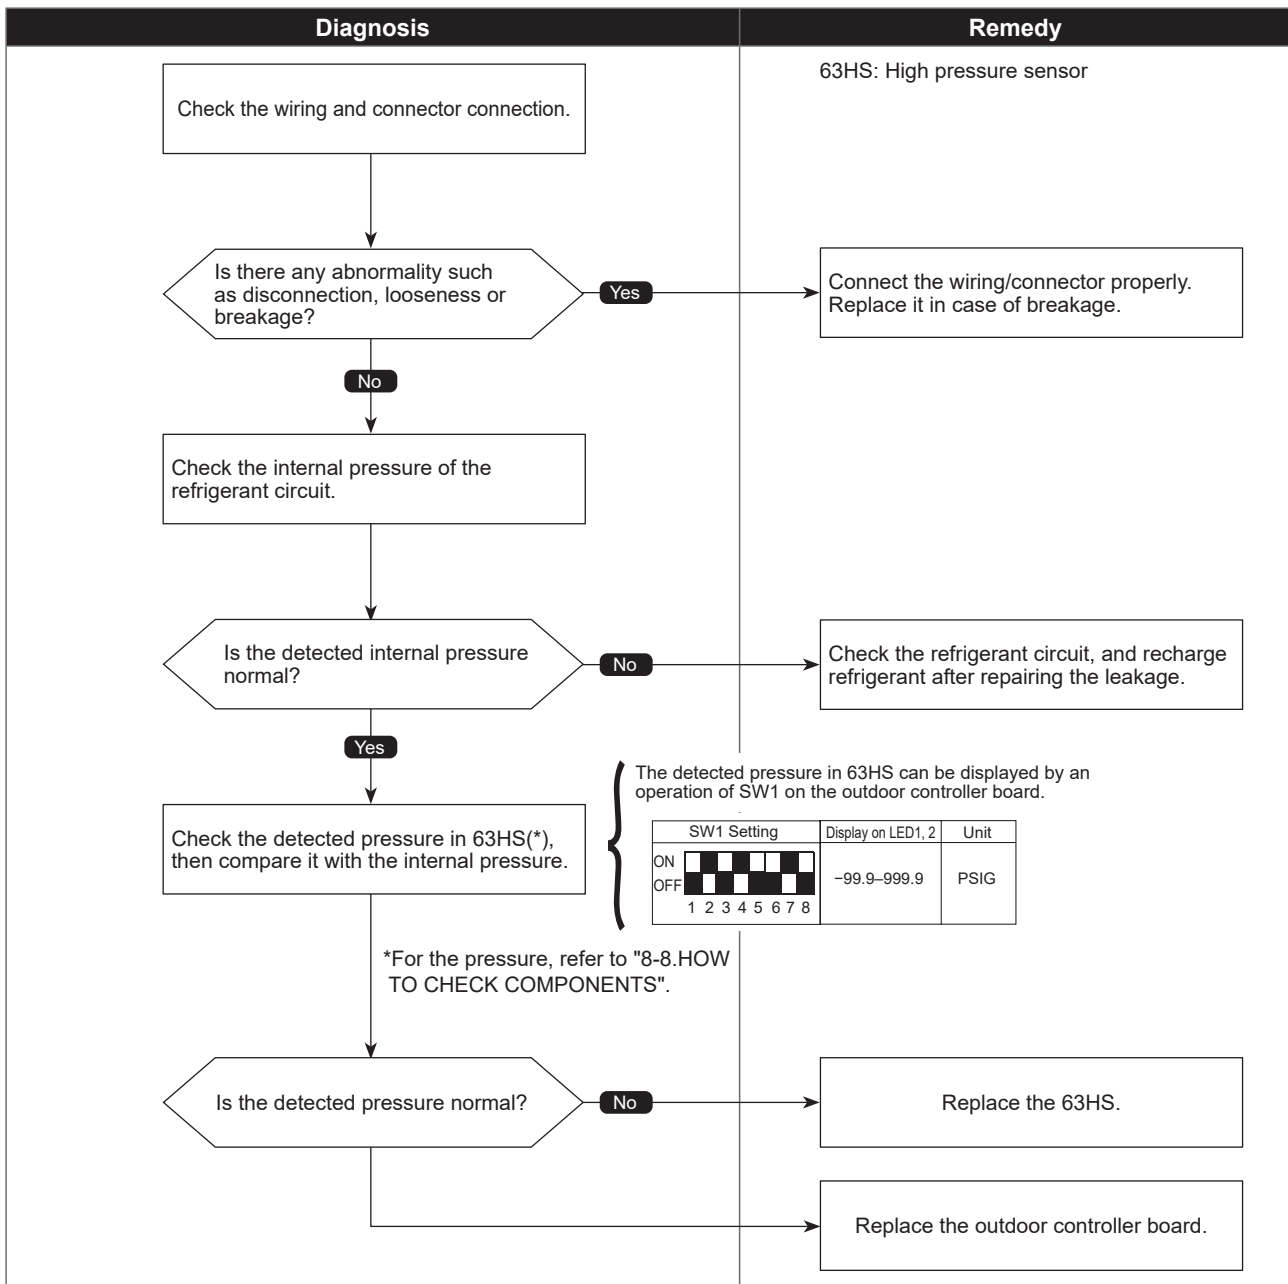 Diagnosis
Remedy
63HS: High pressure sensor
Check the wiring and connector connection.
Is there any abnormality such
as disconnection, looseness or
breakage?
Yes
Connect the wiring/connector properly.
Replace it in case of breakage.
No
Check the internal pressure of the
refrigerant circuit.
Is the detected internal pressure
normal?
No
Check the refrigerant circuit, and recharge
refrigerant after repairing the leakage.
Yes
The detected pressure in 63HS can be displayed by an
operation of SW1 on the outdoor controller board.
Check the detected pressure in 63HS(*),
then compare it with the internal pressure.
SW1 Setting
Display on LED1, 2
Unit
ON
OFF
1 2 3 4 5 6 7 8
−99.9–999.9
PSIG
*For the pressure, refer to "8-8.HOW
TO CHECK COMPONENTS".
Is the detected pressure normal?
No
Replace the 63HS.
Replace the outdoor controller board.